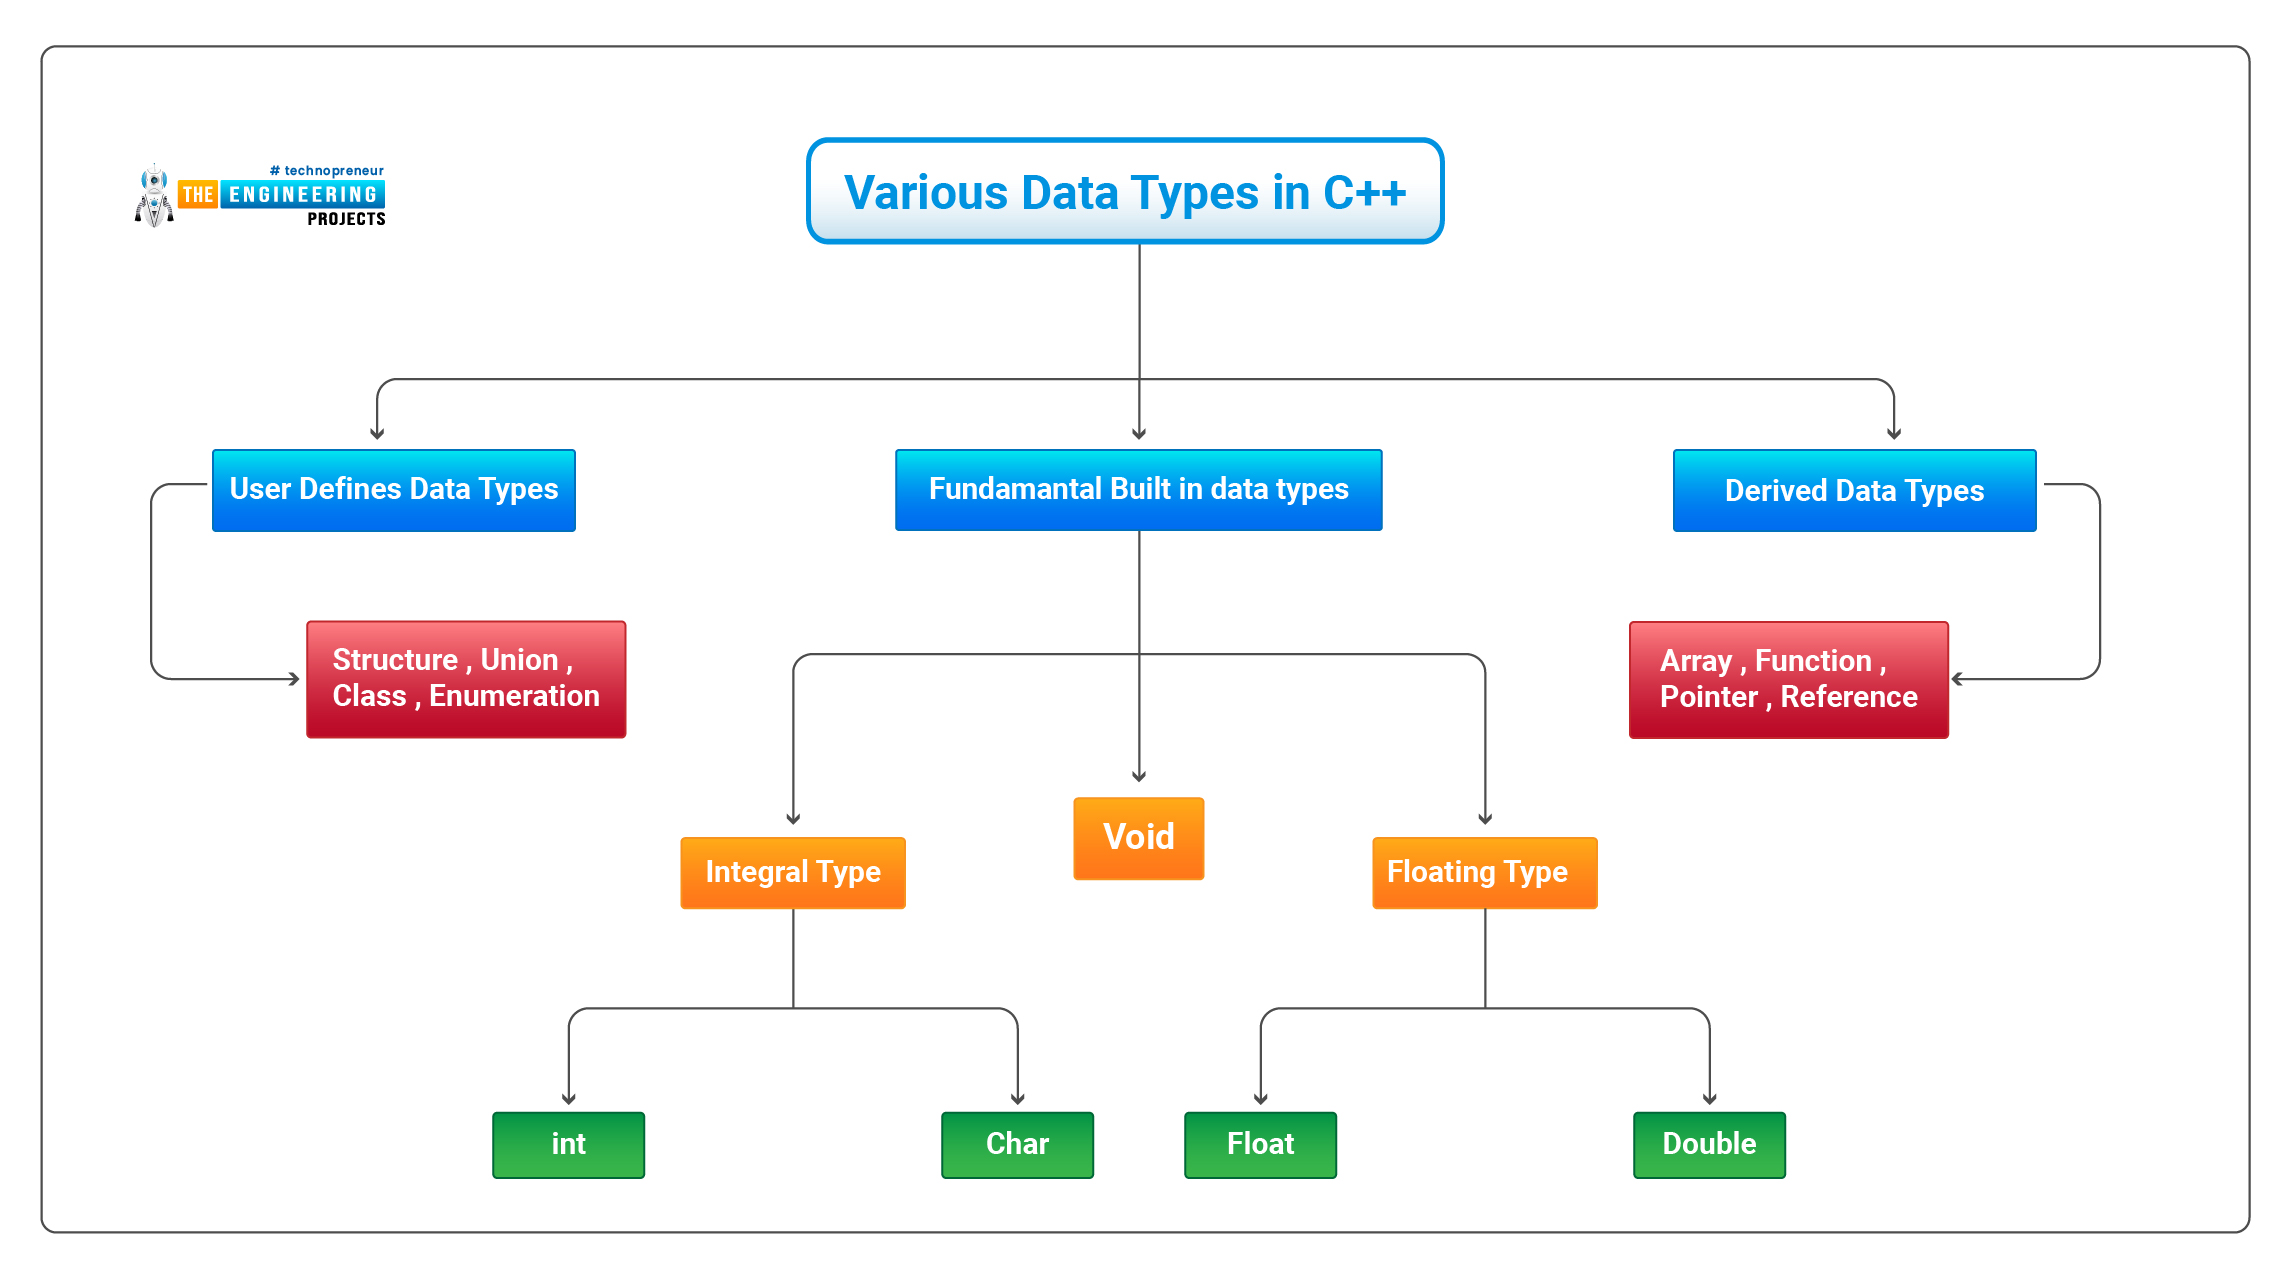 # technopreneur
THE ENGINEERING
PROJECTS
Various Data Types in C++
User Defines Data Types
Fundamantal Built in data types
Derived Data Types
Structure , Union ,
Class , Enumeration
Array , Function ,
Pointer , Reference
Void
Integral Type
Floating Type
int
Char
Float
Double